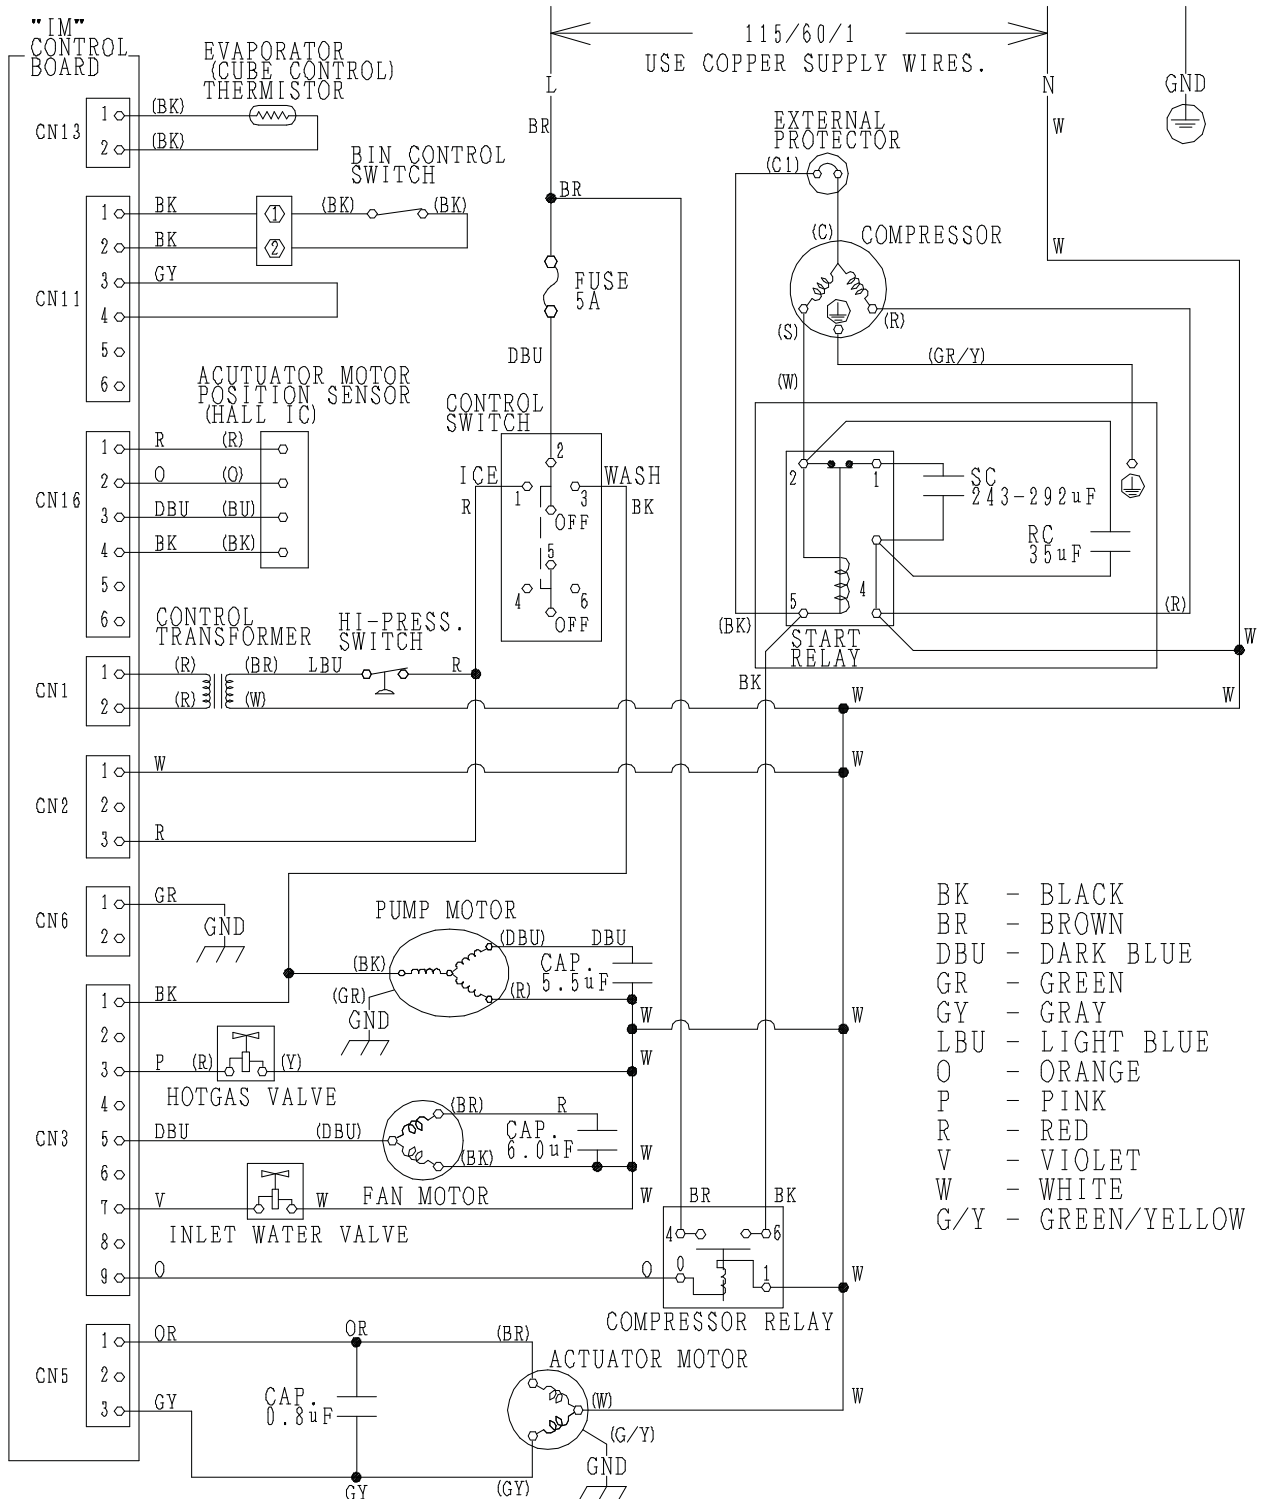 "IM"
CONTROL
BOARD
EVAPORATOR
(CUBE CONTROL)
THERMISTOR
115/60/1
USE COPPER SUPPLY WIRES.
L
N
GND
CN13
1
(BK)
2
(BK)
BR
W
EXTERNAL
PROTECTOR
(C1)
BIN CONTROL
SWITCH
BR
CN11
1
BK
1
(BK)
(BK)
2
BK
2
3
GY
4
5
6
(C)
COMPRESSOR
W
FUSE
5A
(S)
(R)
DBU
(GR/Y)
(W)
ACUTUATOR MOTOR
POSITION SENSOR
(HALL IC)
CONTROL
SWITCH
CN16
1
R
(R)
2
O
(O)
3
DBU
(BU)
4
BK
(BK)
5
6
2
ICE
WASH
1
3
R
BK
OFF
5
4
6
OFF
2
1
SC
243-292uF
RC
35uF
4
5
(R)
(BK)
START
RELAY
W
CONTROL
TRANSFORMER
HI-PRESS.
SWITCH
CN1
1
(R)
(BR)
LBU
R
2
(R)
(W)
BK
W
W
CN2
1
W
W
2
3
R
CN6
1
GR
2
GND
PUMP MOTOR
(DBU)
DBU
(BK)
CAP.
5.5uF
(GR)
(R)
GND
W
W
CN3
1
BK
2
3
P
(R)
(Y)
W
HOTGAS VALVE
4
5
DBU
(DBU)
(BR)
R
CAP.
6.0uF
(BK)
W
FAN MOTOR
6
7
V
W
W
INLET WATER VALVE
8
9
O
O
BR
BK
4
6
0
1
W
COMPRESSOR RELAY
CN5
1
OR
OR
(BR)
2
3
GY
CAP.
0.8uF
ACTUATOR MOTOR
(W)
W
(G/Y)
GND
GY
(GY)
BK - BLACK
BR - BROWN
DBU - DARK BLUE
GR - GREEN
GY - GRAY
LBU - LIGHT BLUE
O - ORANGE
P - PINK
R - RED
V - VIOLET
W - WHITE
G/Y - GREEN/YELLOW